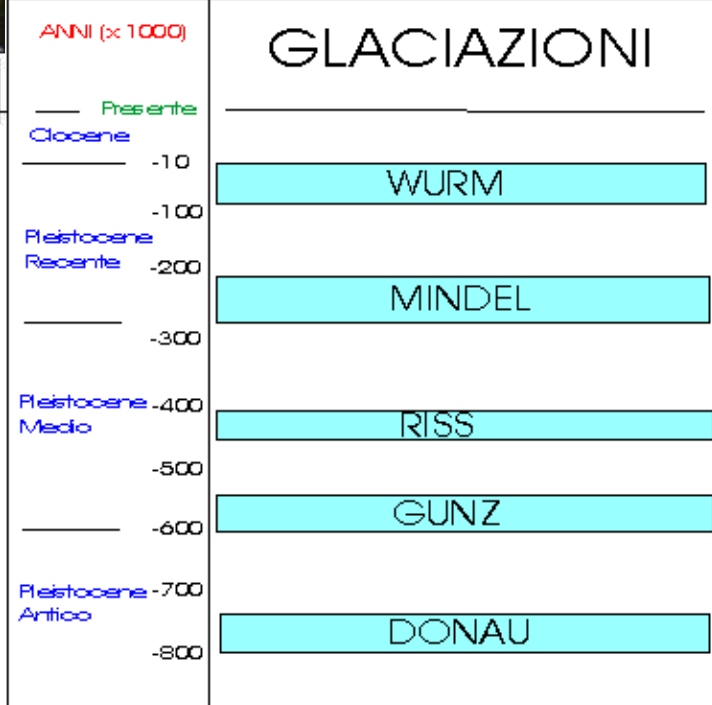 ANNI (x 1000)
GLACIAZIONI
Presente
Olocene
-10
WURM
-100
Pleistocene
Recente
-200
MINDEL
-300
Pleistocene
-400
Medio
RISS
-500
GUNZ
-600
Pleistocene
-700
Antico
DONAU
-800